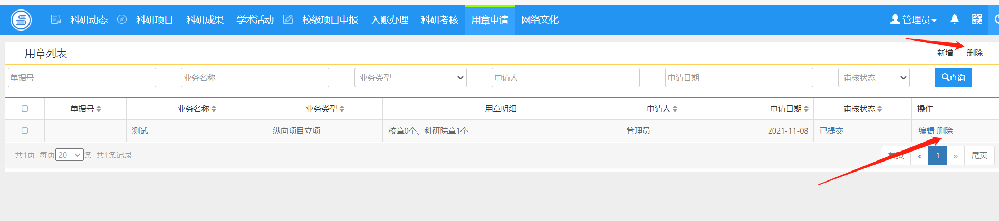 科研动态 科研项目 科研成果 学术活动 校级项目申报 入账办理 科研考核 用章申请 网络文化 管理员
用章列表 新增 删除
单据号 业务名称 业务类型 申请人 申请日期 审核状态 查询
单据号 业务名称 业务类型 用章明细 申请人 申请日期 审核状态 操作
测试 纵向项目立项 校章0个、科研院章1个 管理员 2021-11-08 已提交 编辑 删除
共1页 每页 20 条 共1条记录 首页 « 1 » 尾页